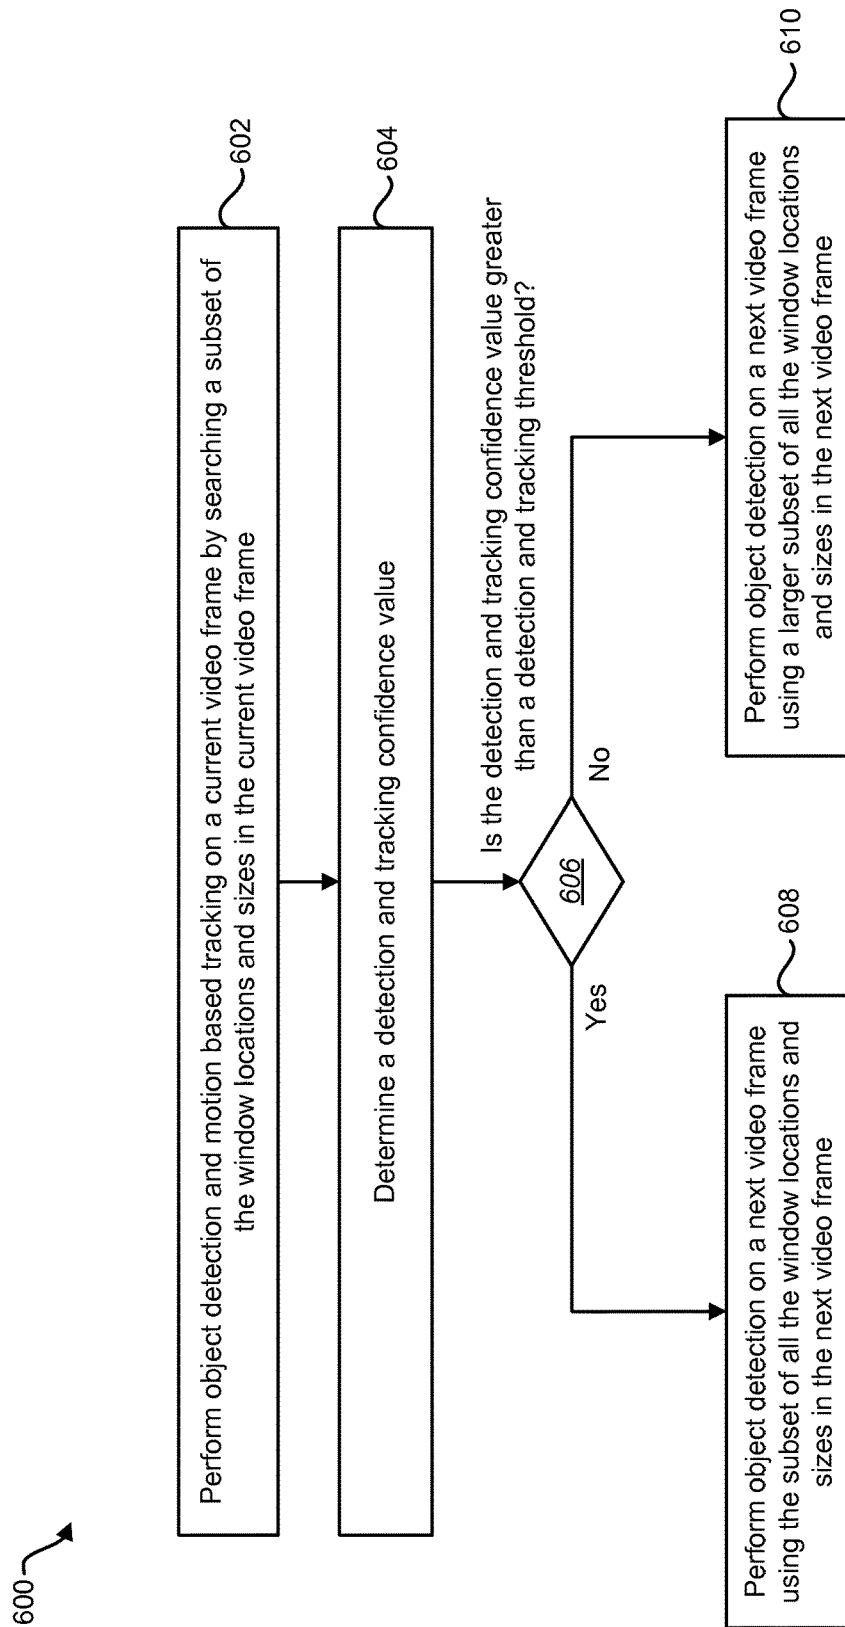 600
602
Perform object detection and motion based tracking on a current video frame by searching a subset of
the window locations and sizes in the current video frame
604
Determine a detection and tracking confidence value
Is the detection and tracking confidence value greater
than a detection and tracking threshold?
606
Yes
No
608
Perform object detection on a next video frame
using the subset of all the window locations and
sizes in the next video frame
610
Perform object detection on a next video frame
using a larger subset of all the window locations
and sizes in the next video frame